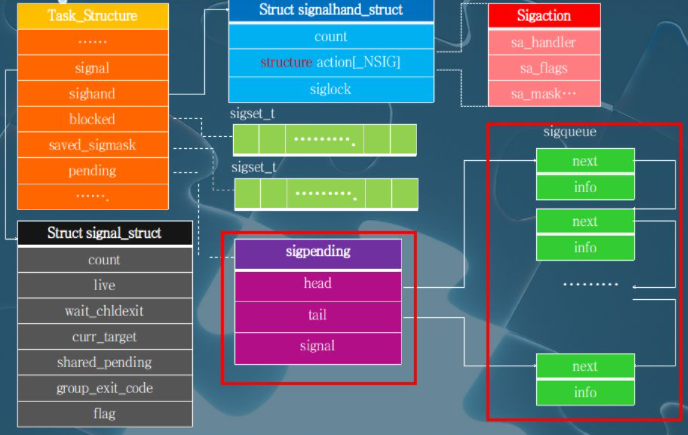 Task_Structure
······
signal
sighand
blocked
saved_sigmask
pending
······.
Struct signalhand_struct
count
structure action[_NSIG]
siglock
Sigaction
sa_handler
sa_flags
sa_mask···
sigset_t
·········.
sigset_t
·········.
Struct signal_struct
count
live
wait_chldexit
curr_target
shared_pending
group_exit_code
flag
sigpending
head
tail
signal
sigqueue
next
info
next
info
·········
next
info